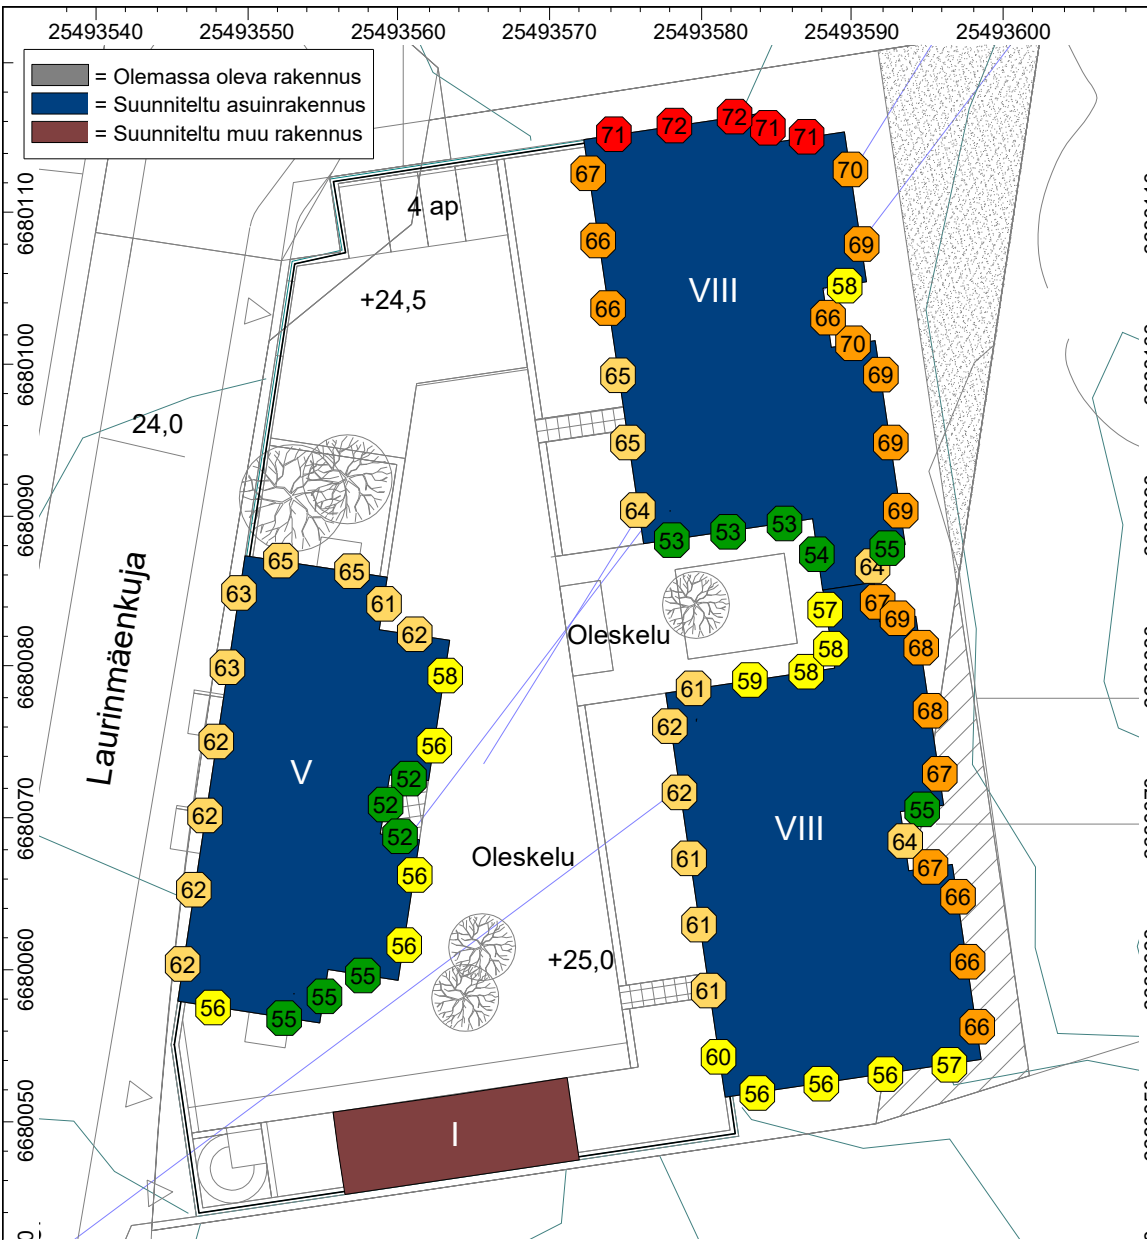 25493540 25493550 25493560 25493570 25493580 25493590 25493600
= Olemassa oleva rakennus
= Suunniteltu asuinrakennus
= Suunniteltu muu rakennus
71 72 72 71 71
67 70
6680110
4 ap
66 69
VIII
58
+24,5
66 66
70
6680100
65 69
24,0
65 69
64 69
6680090
53 53 53 54 55
64
65 65
63 61 62
57 67 69
Oleskelu
58 68
6680080
63 58
61 59 58
62 68
Laurinmäenkuja
62 56
V
52 52 52
62 67
55
6680070
62
VIII
64
Oleskelu
61 67
62 56 66
61
56
62 55 55 55 56
+25,0
66
6680060
61
66
60 57
56 56 56
6680050
I